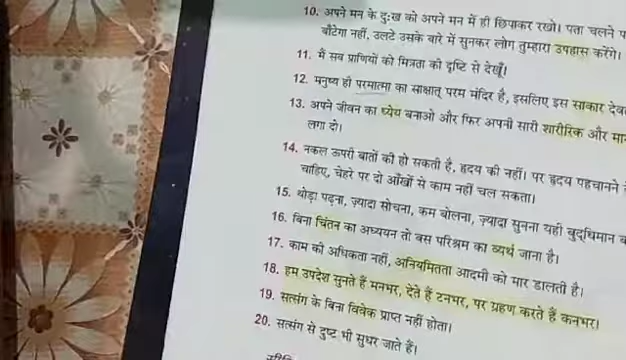 10. अपने मन के दुःख को अपने मन में ही छिपाकर रखो। पता चलने प
बाँटेगा नहीं, उलटे उसके बारे में सुनकर लोग तुम्हारा उपहास करेंगे।
11. मैं सब प्राणियों को मित्रता की दृष्टि से देखूँ।
12. मनुष्य ही परमात्मा का साक्षात् परम मंदिर है, इसलिए इस साकार देव
13. अपने जीवन का ध्येय बनाओ और फिर अपनी सारी शारीरिक और मान
लगा दो।
14. नकल ऊपरी बातों की हो सकती है, हृदय की नहीं। पर हृदय पहचानने
चाहिए, चेहरे पर दो आँखों से काम नहीं चल सकता।
15. थोड़ा पढ़ना, ज़्यादा सोचना, कम बोलना, ज़्यादा सुनना यही बुद्धिमान ब
16. बिना चिंतन का अध्ययन तो बस परिश्रम का व्यर्थ जाना है।
17. काम की अधिकता नहीं, अनियमितता आदमी को मार डालती है।
18. हम उपदेश सुनते हैं मनभर, देते हैं टनभर, पर ग्रहण करते हैं कनभर।
19. सत्संग के बिना विवेक प्राप्त नहीं होता।
20. सत्संग से दुष्ट भी सुधर जाते हैं।